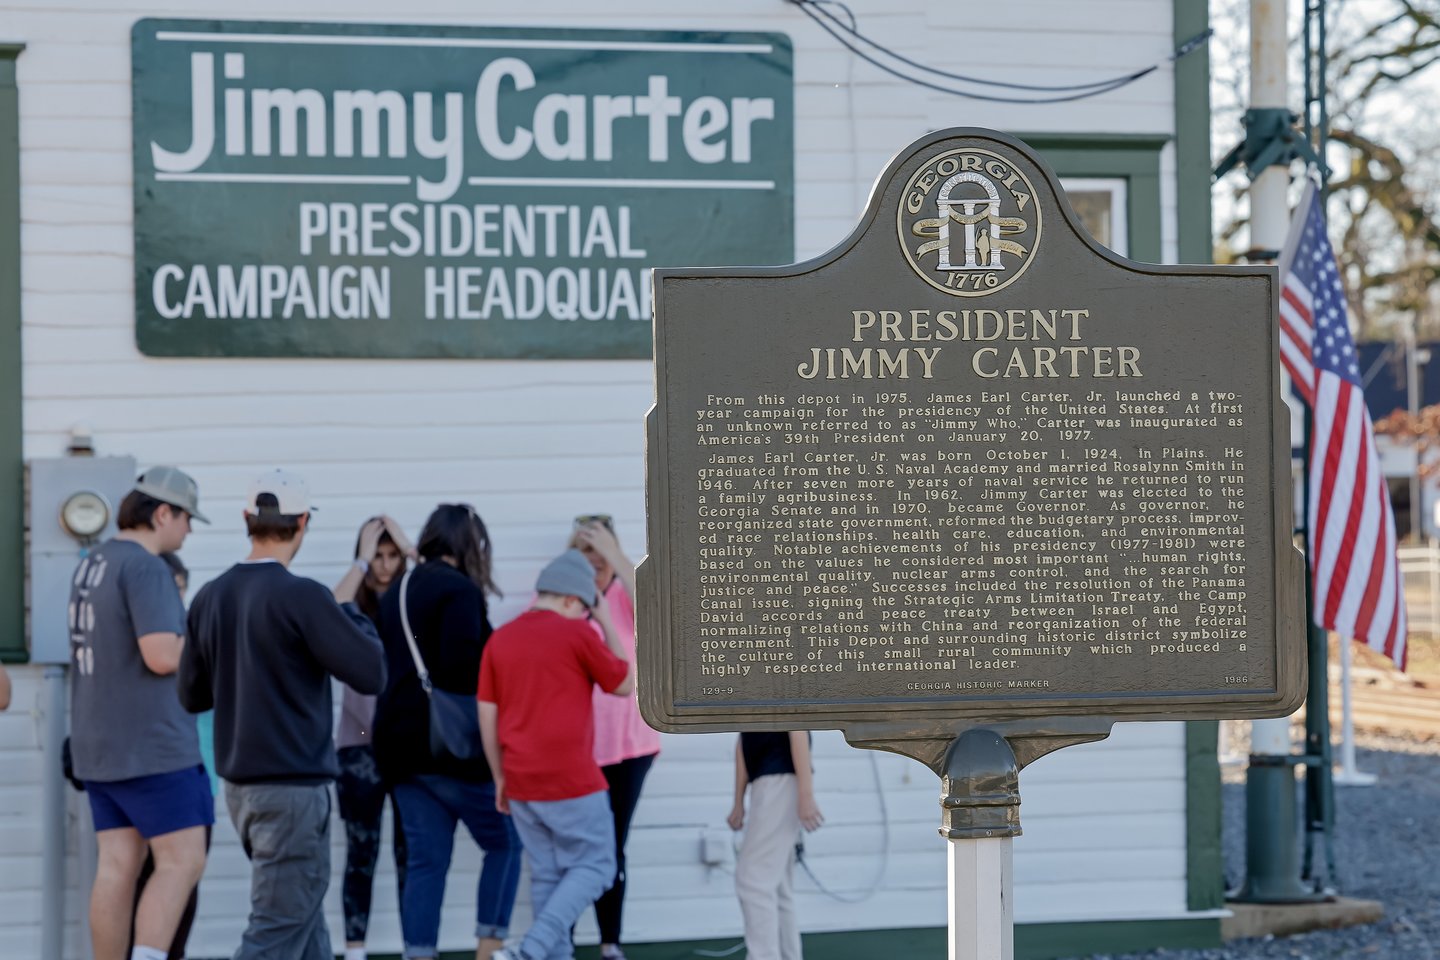 Jimmy Carter
PRESIDENTIAL
CAMPAIGN HEADQUAR
GEORGIA
1776
PRESIDENT
JIMMY CARTER
From this depot in 1975, James Earl Carter, Jr. launched a two-
year campaign for the presidency of the United States. At first
an unknown referred to as "Jimmy Who," Carter was inaugurated as
America's 39th President on January 20, 1977.
James Earl Carter, Jr. was born October 1, 1924, in Plains. He
graduated from the U.S. Naval Academy and married Rosalynn Smith in
1946. After seven more years of naval service he returned to run
a family agribusiness. In 1962, Jimmy Carter was elected to the
Georgia Senate and in 1970, became Governor. As governor, he
reorganized state government, reformed the budgetary process, improv-
ed race relationships, health care, education, and environmental
quality. Notable achievements of his presidency (1977-1981) were
based on the values he considered most important "...human rights,
environmental quality, nuclear arms control, and the search for
justice and peace." Successes included the resolution of the Panama
Canal issue, signing the Strategic Arms Limitation Treaty, the Camp
David accords and peace treaty between Israel and Egypt,
normalizing relations with China and reorganization of the federal
government. This Depot and surrounding historic district symbolize
the culture of this small rural community which produced a
highly respected international leader.
129-9 GEORGIA HISTORIC MARKER 1986